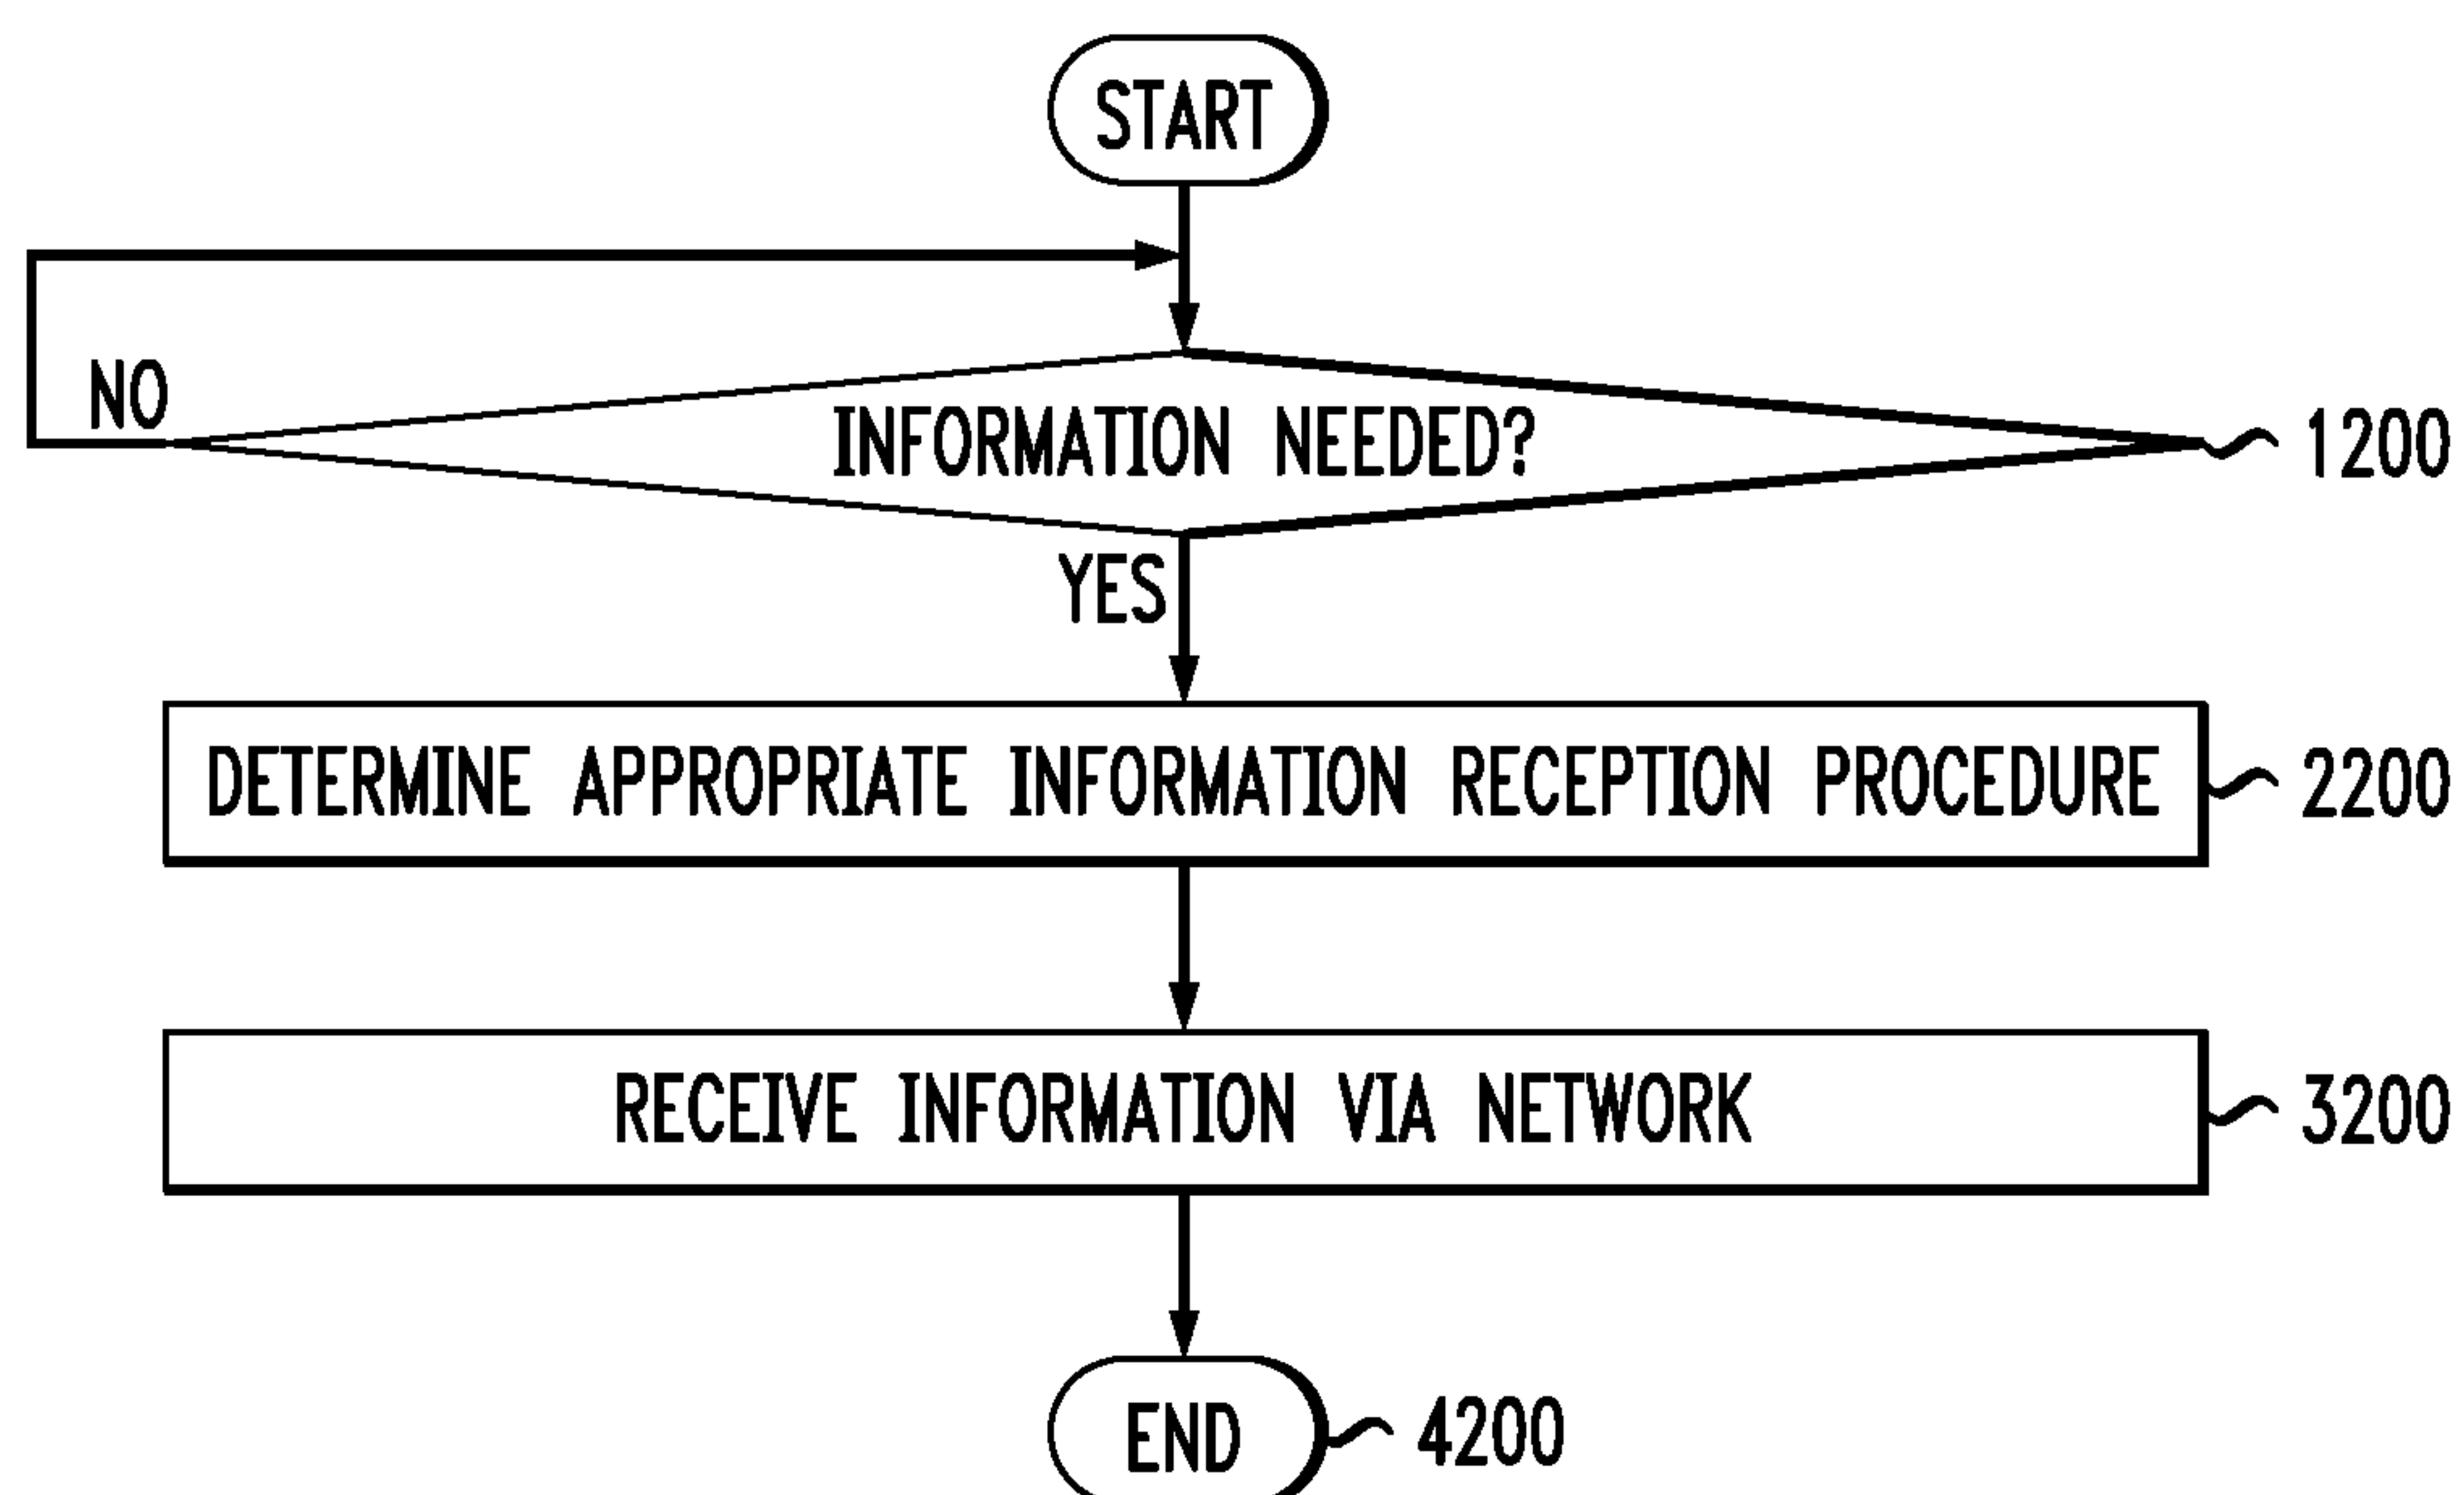 START
NO
INFORMATION NEEDED?
1200
YES
DETERMINE APPROPRIATE INFORMATION RECEPTION PROCEDURE
2200
RECEIVE INFORMATION VIA NETWORK
3200
END
4200